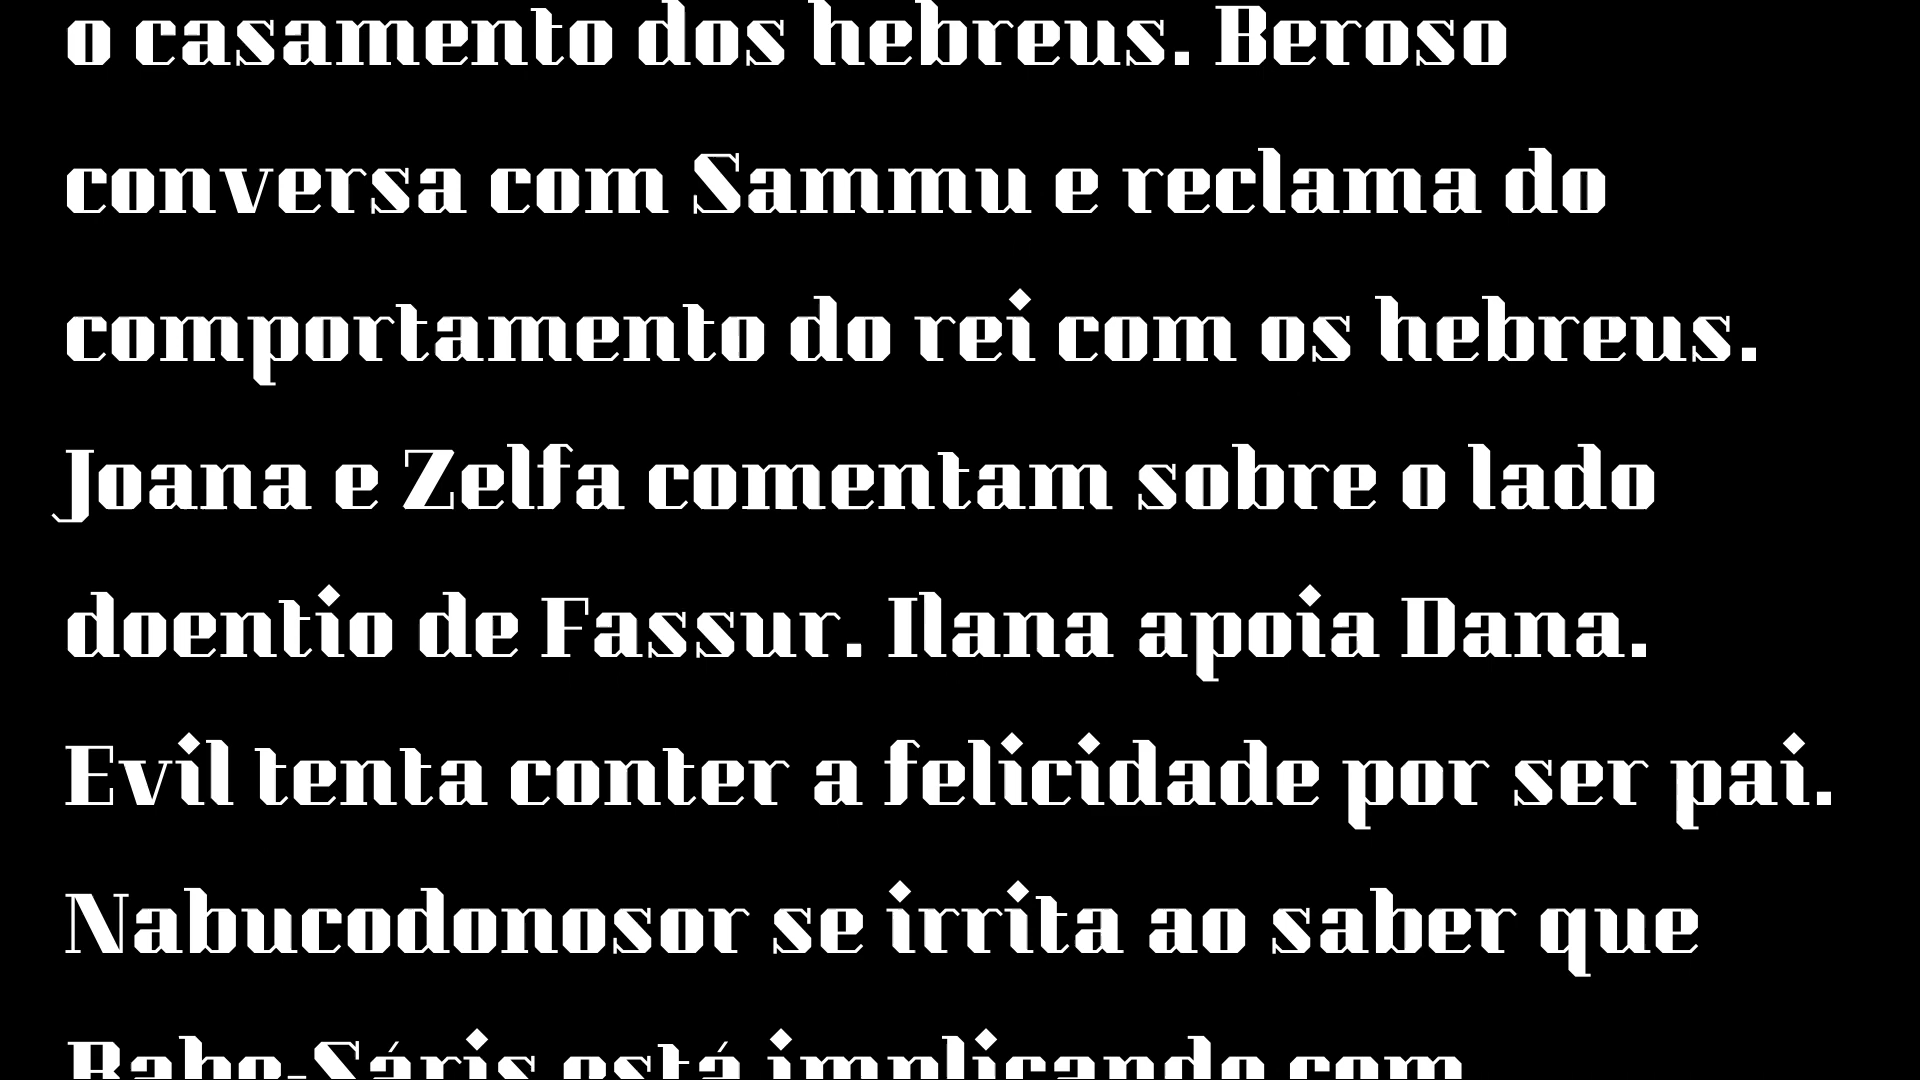 o casamento dos hebreus. Beroso
conversa com Sammu e reclama do
comportamento do rei com os hebreus.
Joana e Zelfa comentam sobre o lado
doentio de Fassur. Ilana apoia Dana.
Evil tenta conter a felicidade por ser pai.
Nabucodonosor se irrita ao saber que
Rabe-Sáris está implicando com